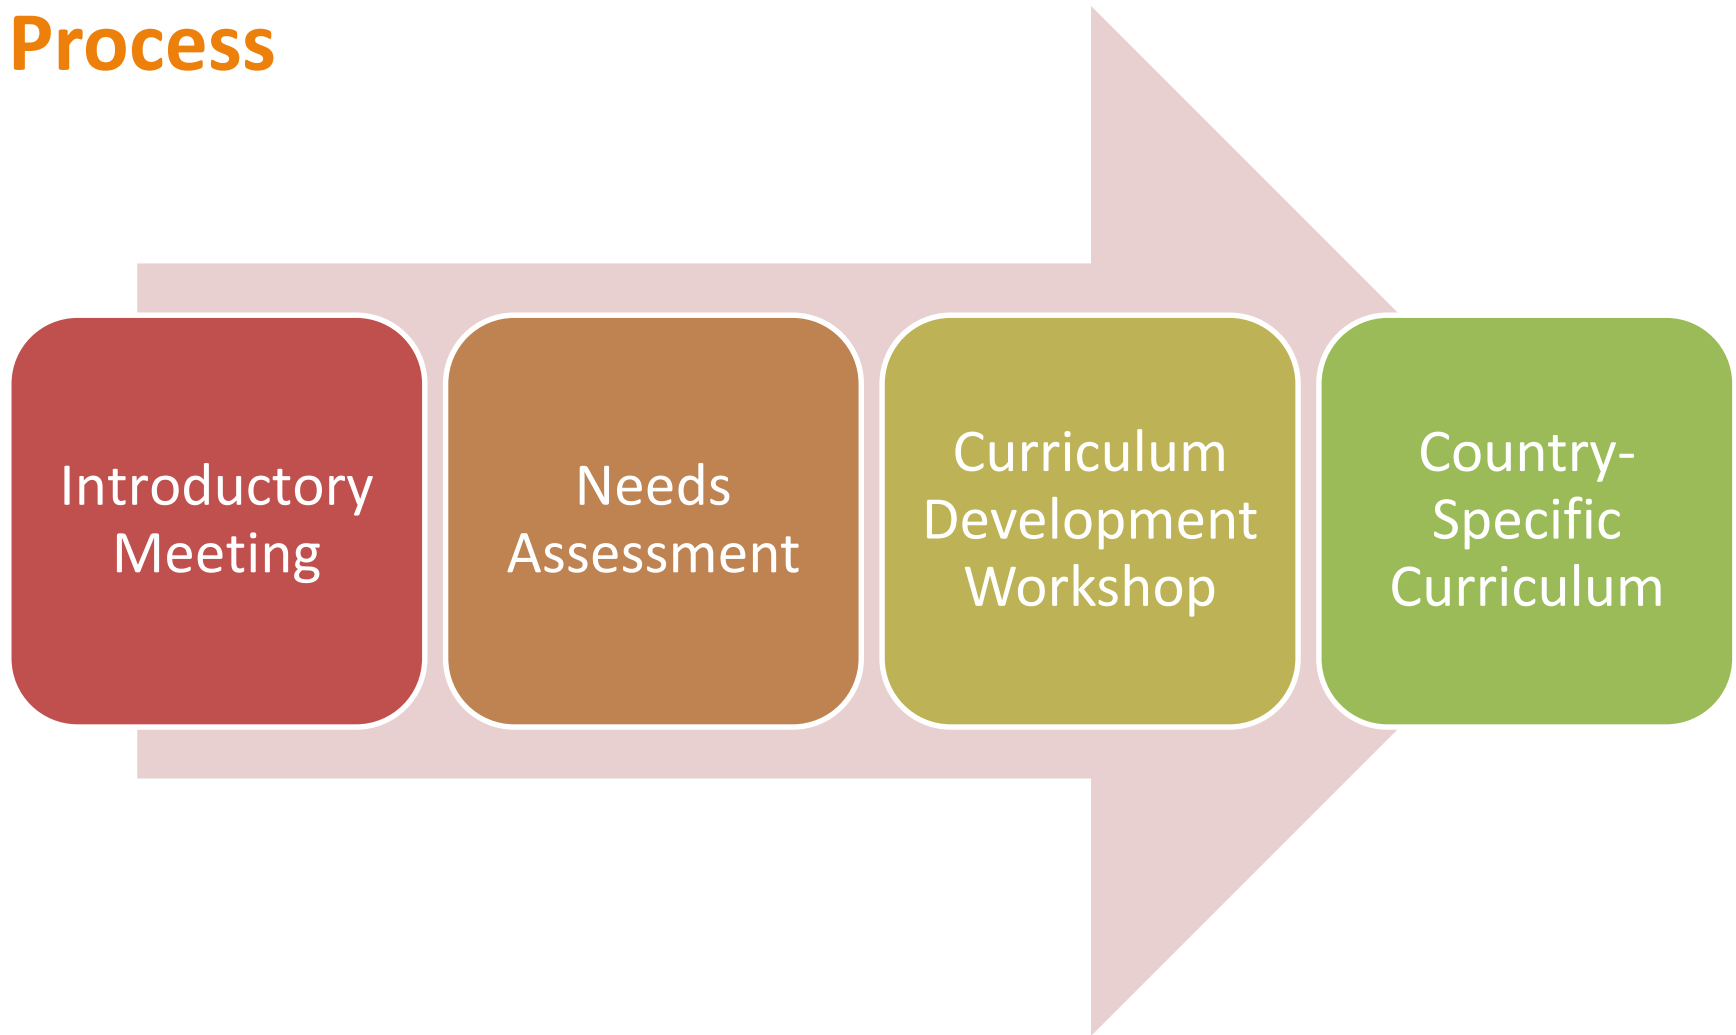 Process
Introductory
Meeting
Needs
Assessment
Curriculum
Development
Workshop
Country-
Specific
Curriculum